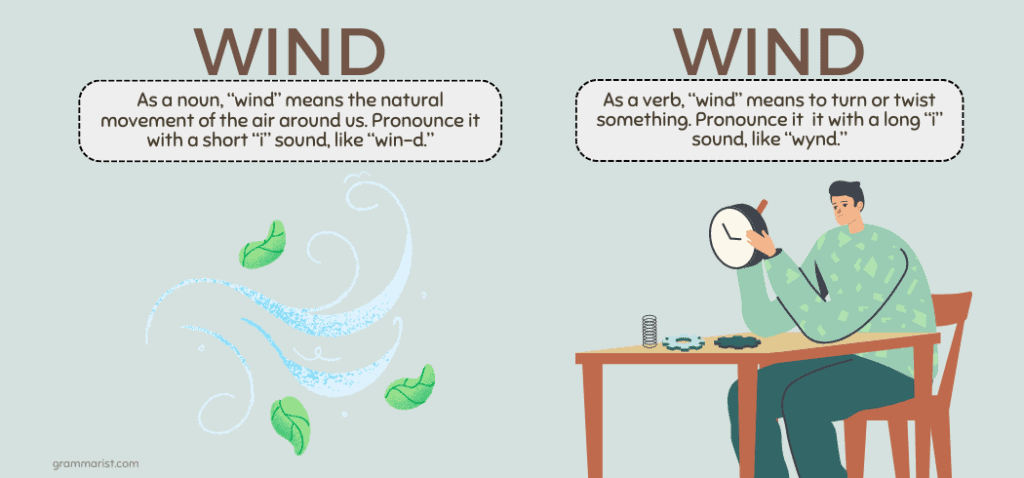 WIND
As a noun, “wind” means the natural
movement of the air around us. Pronounce it
with a short “i” sound, like “win-d.”
WIND
As a verb, “wind” means to turn or twist
something. Pronounce it  it with a long “i”
sound, like “wynd.”
grammarist.com